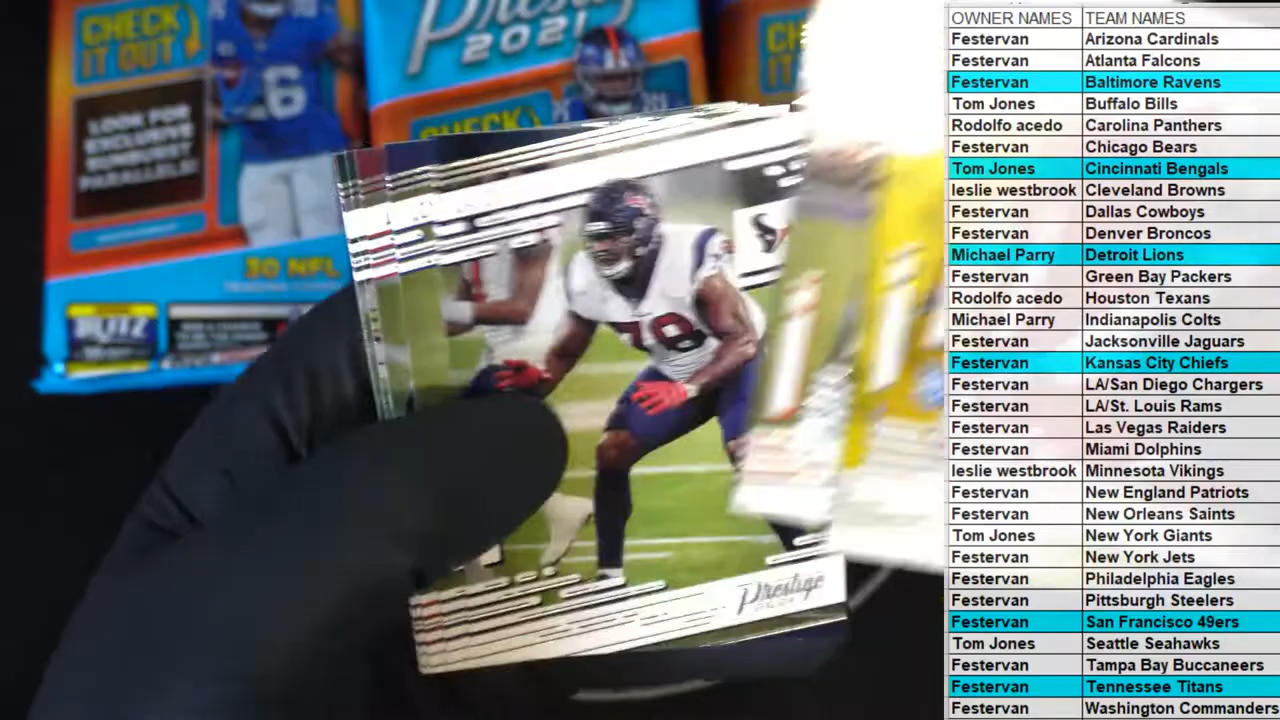 CHECK
IT OUT
LOOK FOR
EXCLUSIVE
PARALLELS!
6
30 NFL
BLITZ
Prestige
2021
CHECK
78
Prestige
OWNER NAMES TEAM NAMES
Festervan Arizona Cardinals
Festervan Atlanta Falcons
Festervan Baltimore Ravens
Tom Jones Buffalo Bills
Rodolfo acedo Carolina Panthers
Festervan Chicago Bears
Tom Jones Cincinnati Bengals
leslie westbrook Cleveland Browns
Festervan Dallas Cowboys
Festervan Denver Broncos
Michael Parry Detroit Lions
Festervan Green Bay Packers
Rodolfo acedo Houston Texans
Michael Parry Indianapolis Colts
Festervan Jacksonville Jaguars
Festervan Kansas City Chiefs
Festervan LA/San Diego Chargers
Festervan LA/St. Louis Rams
Festervan Las Vegas Raiders
Festervan Miami Dolphins
leslie westbrook Minnesota Vikings
Festervan New England Patriots
Festervan New Orleans Saints
Tom Jones New York Giants
Festervan New York Jets
Festervan Philadelphia Eagles
Festervan Pittsburgh Steelers
Festervan San Francisco 49ers
Tom Jones Seattle Seahawks
Festervan Tampa Bay Buccaneers
Festervan Tennessee Titans
Festervan Washington Commanders